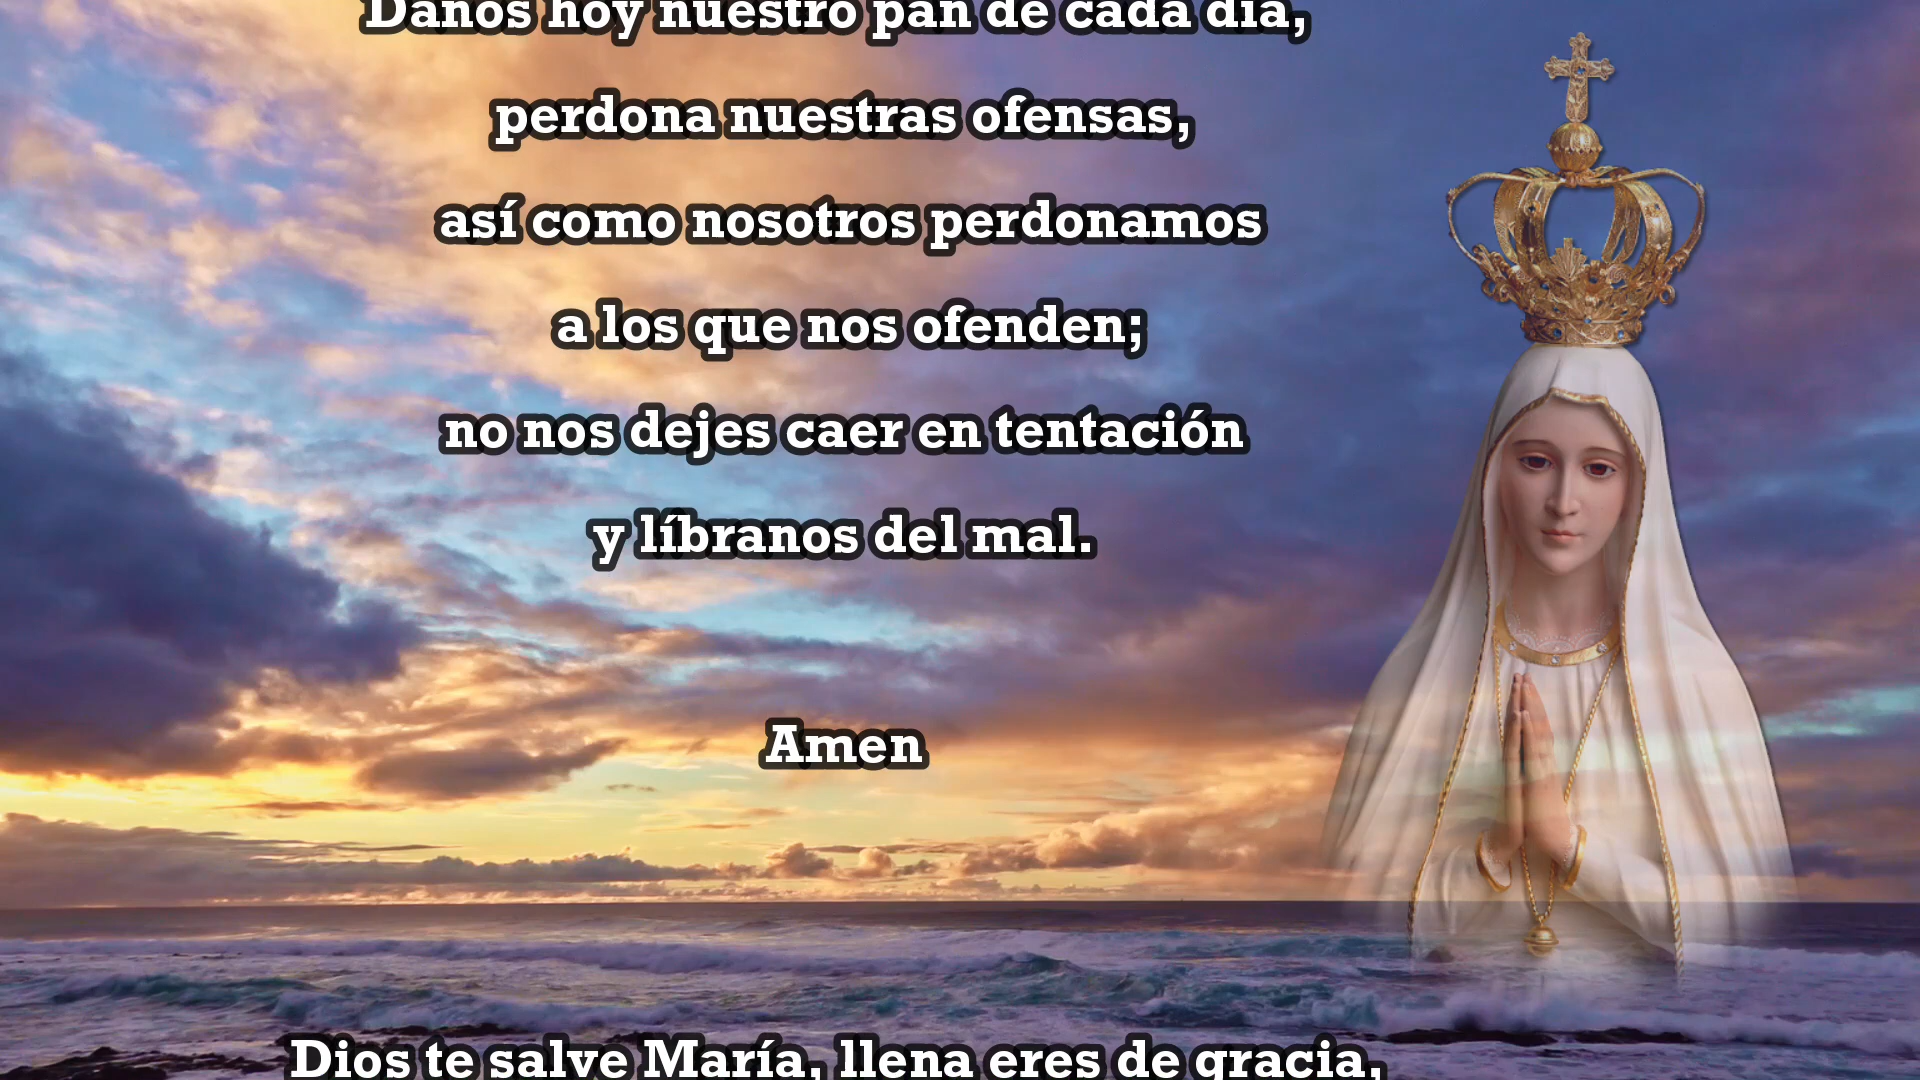 Danos hoy nuestro pan de cada día,
perdona nuestras ofensas,
así como nosotros perdonamos
a los que nos ofenden;
no nos dejes caer en tentación
y líbranos del mal.
Amen
Dios te salve María, llena eres de gracia,